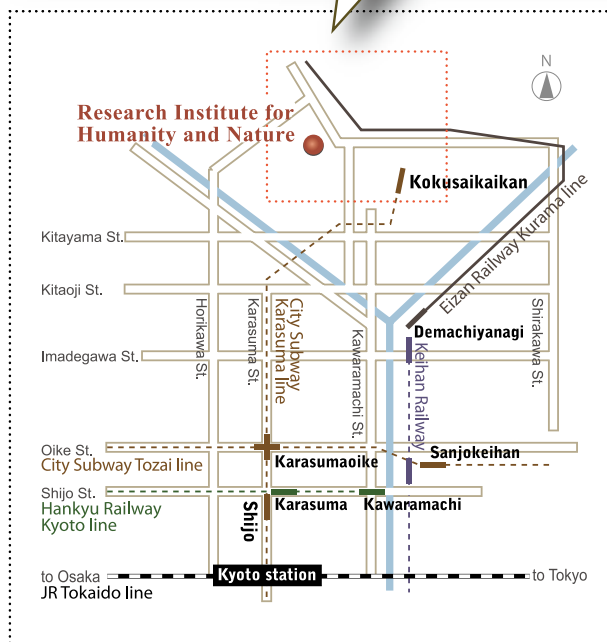 N
Research Institute for
Humanity and Nature
Kokusaikaikan
Kitayama St.
Kitaoji St.
Imadegawa St.
Horikawa St.
Karasuma St.
City Subway
Karasuma line
Kawaramachi St.
Demachiyanagi
Keihan Railway
Eizan Railway Kurama line
Shirakawa St.
Oike St.
City Subway Tozai line
Karasumaoike
Sanjokeihan
Shijo St.
Hankyu Railway
Kyoto line
Shijo
Karasuma
Kawaramachi
to Osaka
Kyoto station
to Tokyo
JR Tokaido line